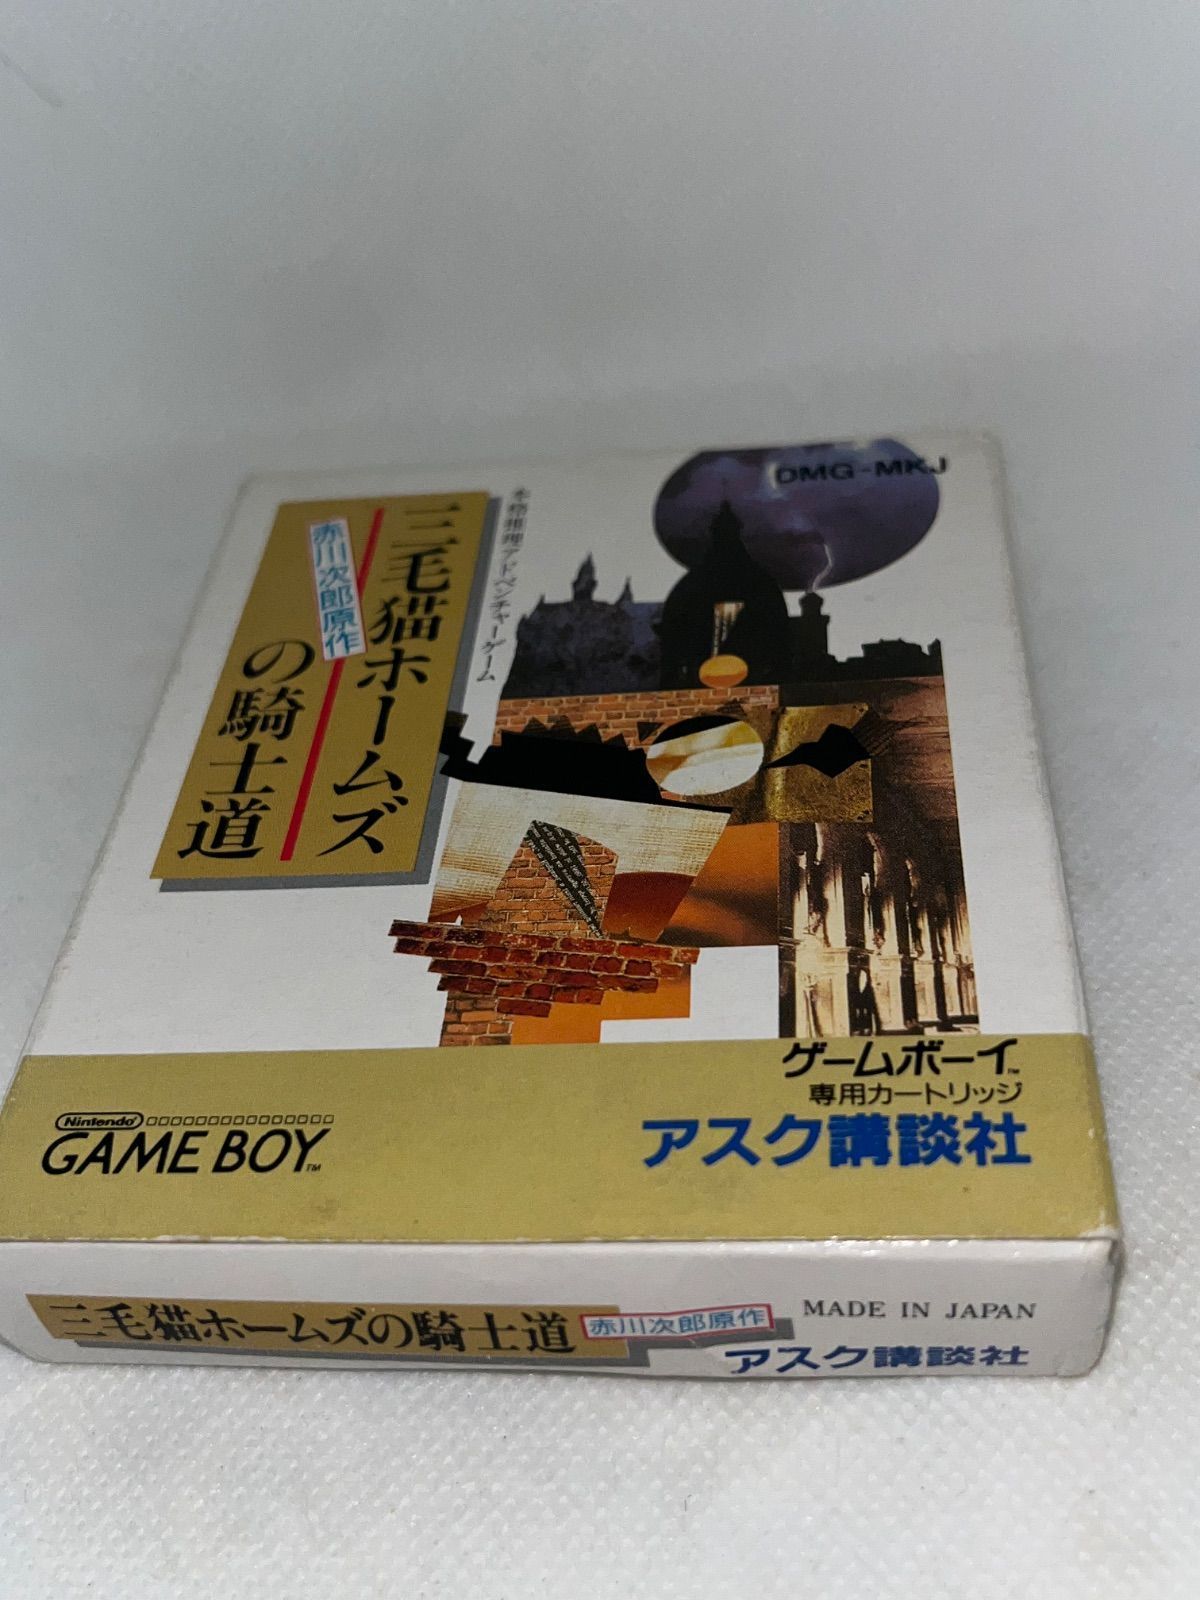 DMG-MKJ
本格推理アドベンチャーゲーム
三毛猫ホームズ
の騎士道
赤川次郎原作
ゲームボーイ™
専用カートリッジ
アスク講談社
Nintendo
GAME BOY™
三毛猫ホームズの騎士道
赤川次郎原作
MADE IN JAPAN
アスク講談社